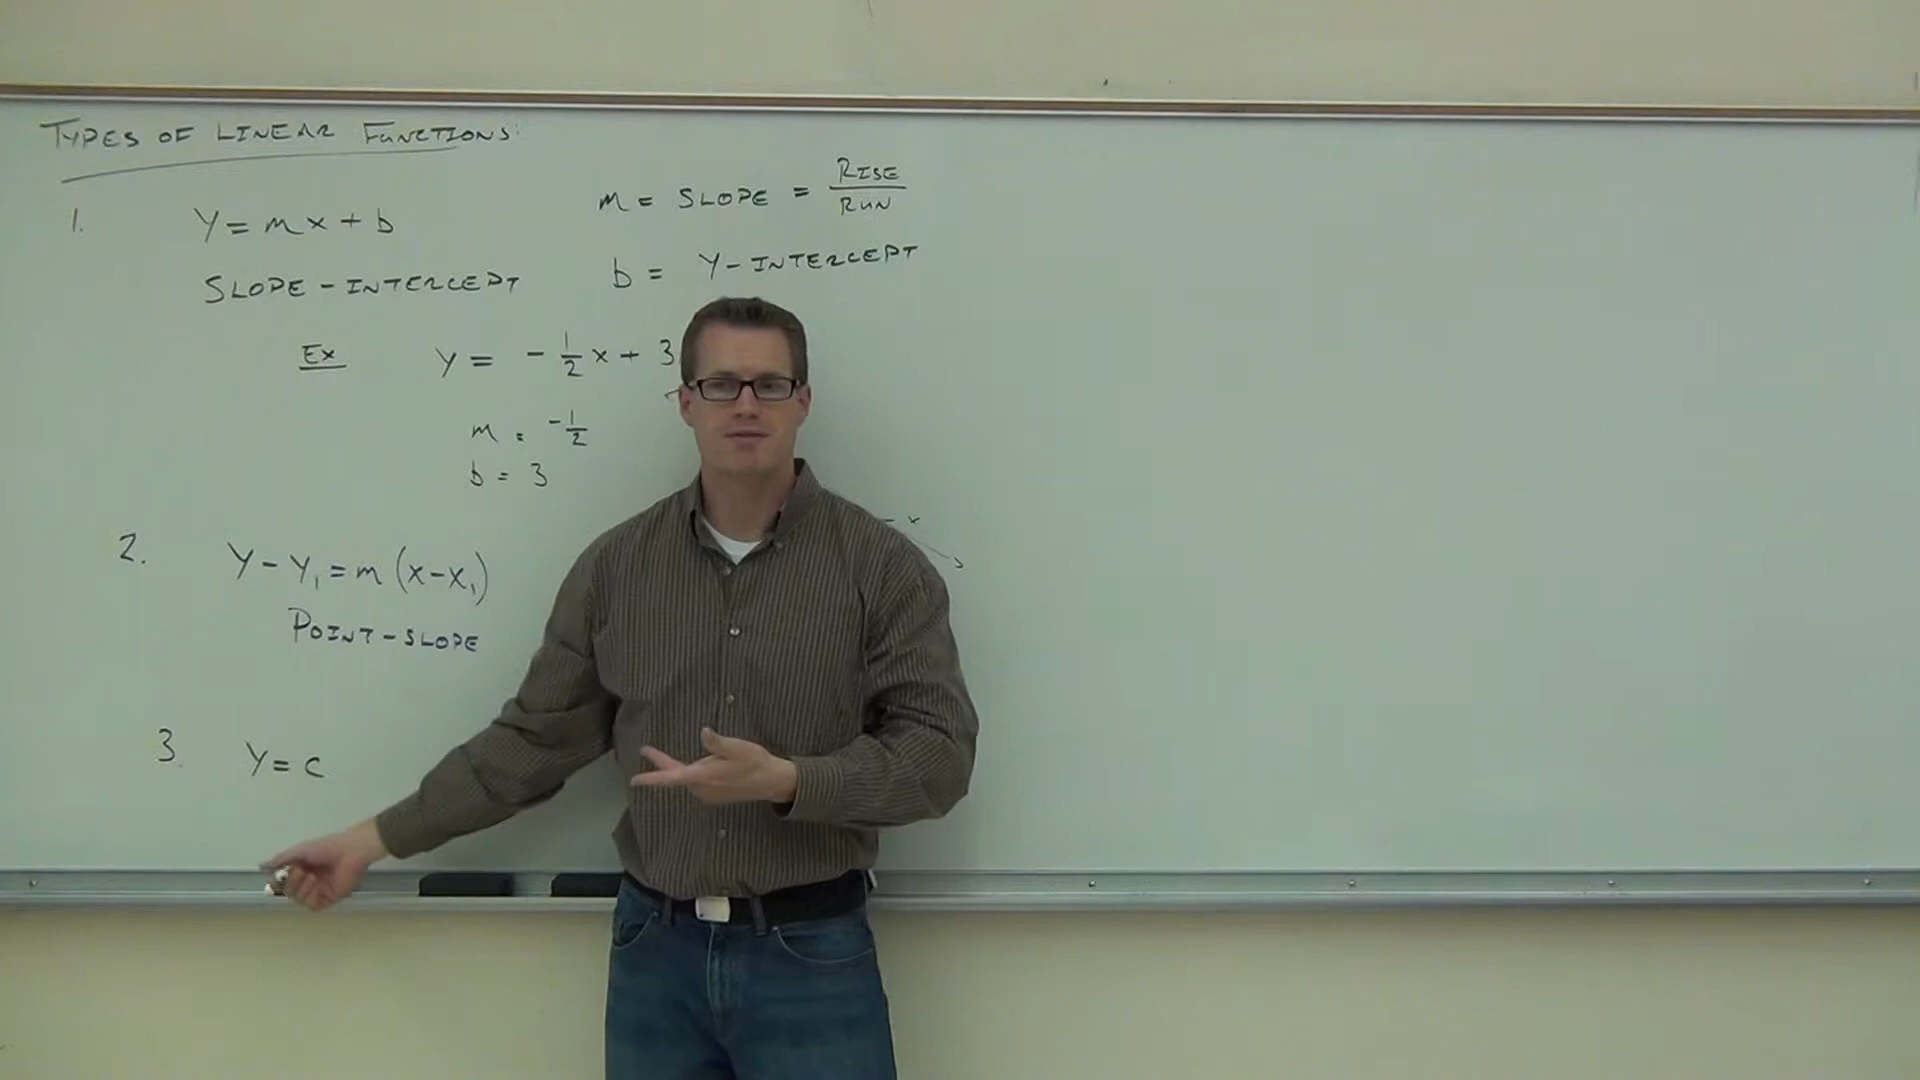 TYPES OF LINEAR FUNCTIONS:
1. Y = mx + b
m = SLOPE = RISE/RUN
SLOPE-INTERCEPT
b = Y-INTERCEPT
Ex y = -1/2 x + 3
m = -1/2
b = 3
x
2. Y - Y₁ = m(x - x₁)
POINT-SLOPE
3. Y = c